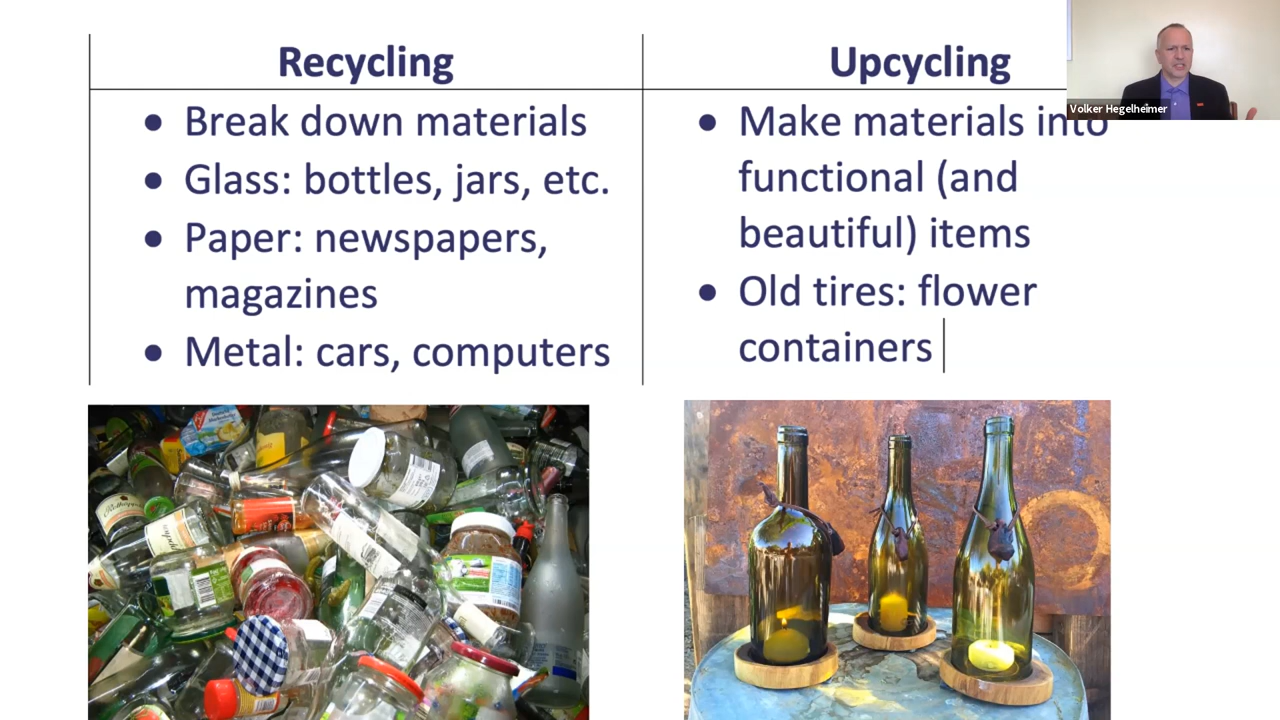 Recycling
Break down materials
Glass: bottles, jars, etc.
Paper: newspapers,
magazines
Metal: cars, computers
Upcycling
Make materials into
functional (and
beautiful) items
Old tires: flower
containers
Volker Hegelheimer